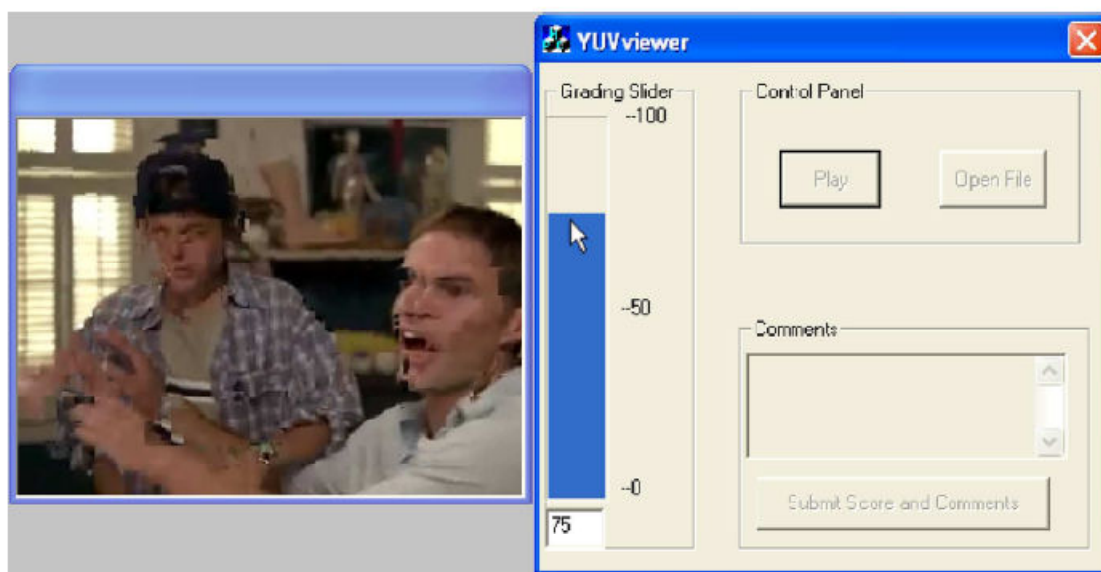 YUVviewer
Grading Slider
--100
--50
--0
75
Control Panel
Play
Open File
Comments
Submit Score and Comments